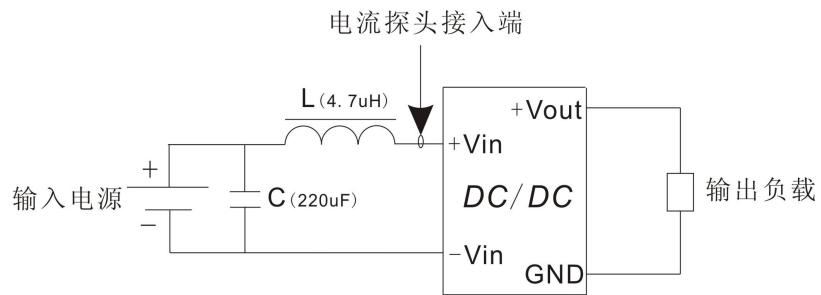 电流探头接入端
L(4.7uH)
+Vout
+Vin
+
输入电源
C(220uF)
DC/DC
输出负载
−
−Vin
GND